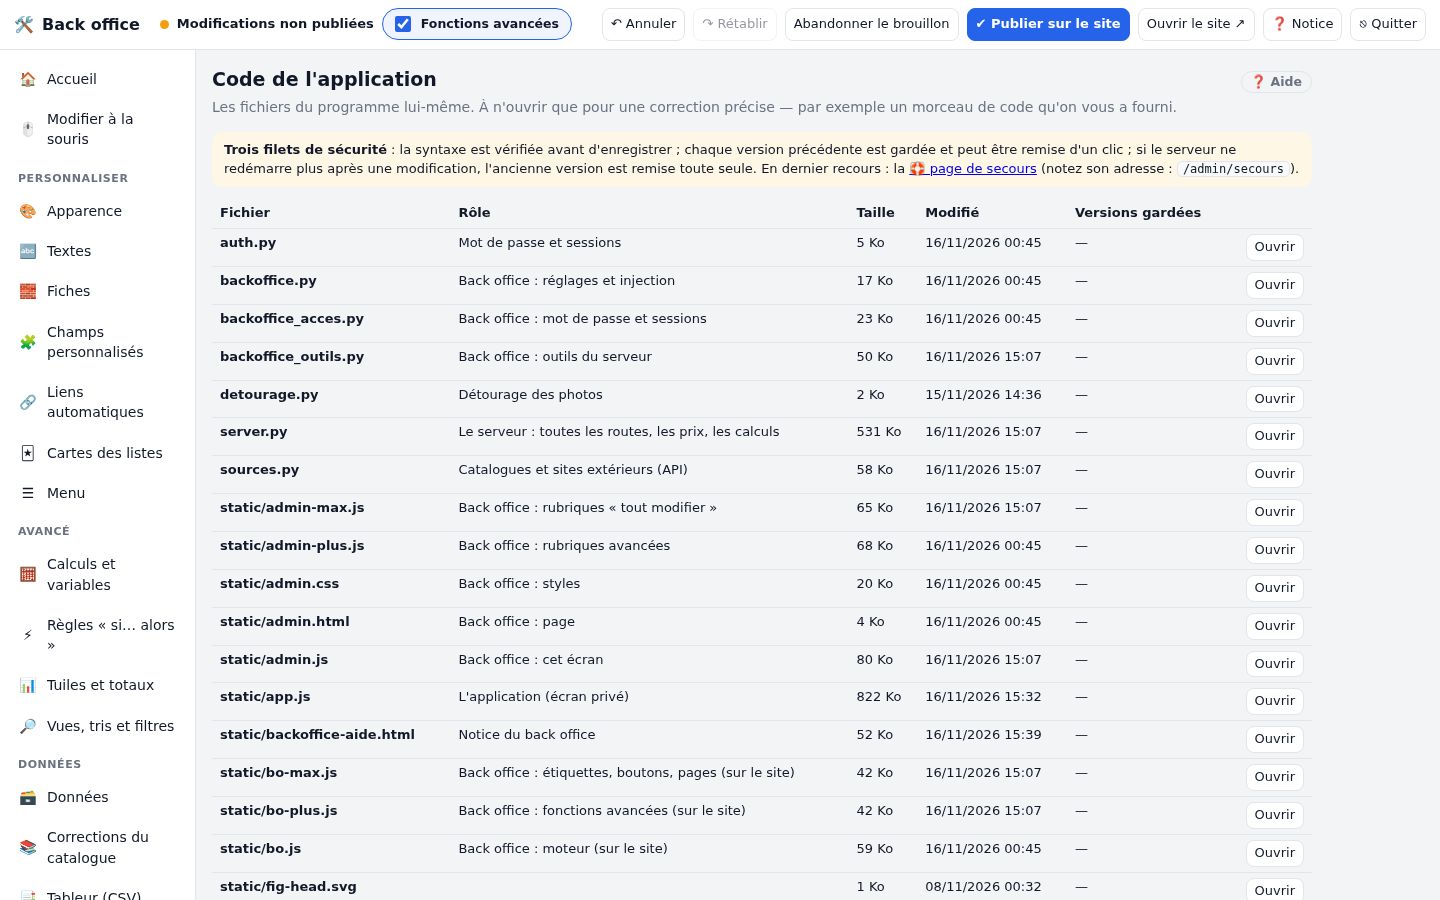 Back office
Modifications non publiées
Fonctions avancées
↶ Annuler
↷ Rétablir
Abandonner le brouillon
✔ Publier sur le site
Ouvrir le site ↗
❓ Notice
⎋ Quitter
Accueil
Modifier à la
souris
PERSONNALISER
Apparence
Textes
Fiches
Champs
personnalisés
Liens
automatiques
Cartes des listes
Menu
AVANCÉ
Calculs et
variables
Règles « si… alors
»
Tuiles et totaux
Vues, tris et filtres
DONNÉES
Données
Corrections du
catalogue
Tableur (CSV)
Code de l'application
❓ Aide
Les fichiers du programme lui-même. À n'ouvrir que pour une correction précise — par exemple un morceau de code qu'on vous a fourni.
Trois filets de sécurité : la syntaxe est vérifiée avant d'enregistrer ; chaque version précédente est gardée et peut être remise d'un clic ; si le serveur ne
redémarre plus après une modification, l'ancienne version est remise toute seule. En dernier recours : la 🛟 page de secours (notez son adresse : /admin/secours ).
Fichier Rôle Taille Modifié Versions gardées
auth.py Mot de passe et sessions 5 Ko 16/11/2026 00:45 — Ouvrir
backoffice.py Back office : réglages et injection 17 Ko 16/11/2026 00:45 — Ouvrir
backoffice_acces.py Back office : mot de passe et sessions 23 Ko 16/11/2026 00:45 — Ouvrir
backoffice_outils.py Back office : outils du serveur 50 Ko 16/11/2026 15:07 — Ouvrir
detourage.py Détourage des photos 2 Ko 15/11/2026 14:36 — Ouvrir
server.py Le serveur : toutes les routes, les prix, les calculs 531 Ko 16/11/2026 15:07 — Ouvrir
sources.py Catalogues et sites extérieurs (API) 58 Ko 16/11/2026 15:07 — Ouvrir
static/admin-max.js Back office : rubriques « tout modifier » 65 Ko 16/11/2026 15:07 — Ouvrir
static/admin-plus.js Back office : rubriques avancées 68 Ko 16/11/2026 00:45 — Ouvrir
static/admin.css Back office : styles 20 Ko 16/11/2026 00:45 — Ouvrir
static/admin.html Back office : page 4 Ko 16/11/2026 00:45 — Ouvrir
static/admin.js Back office : cet écran 80 Ko 16/11/2026 15:07 — Ouvrir
static/app.js L'application (écran privé) 822 Ko 16/11/2026 15:32 — Ouvrir
static/backoffice-aide.html Notice du back office 52 Ko 16/11/2026 15:39 — Ouvrir
static/bo-max.js Back office : étiquettes, boutons, pages (sur le site) 42 Ko 16/11/2026 15:07 — Ouvrir
static/bo-plus.js Back office : fonctions avancées (sur le site) 42 Ko 16/11/2026 15:07 — Ouvrir
static/bo.js Back office : moteur (sur le site) 59 Ko 16/11/2026 00:45 — Ouvrir
static/fig-head.svg 1 Ko 08/11/2026 00:32 — Ouvrir